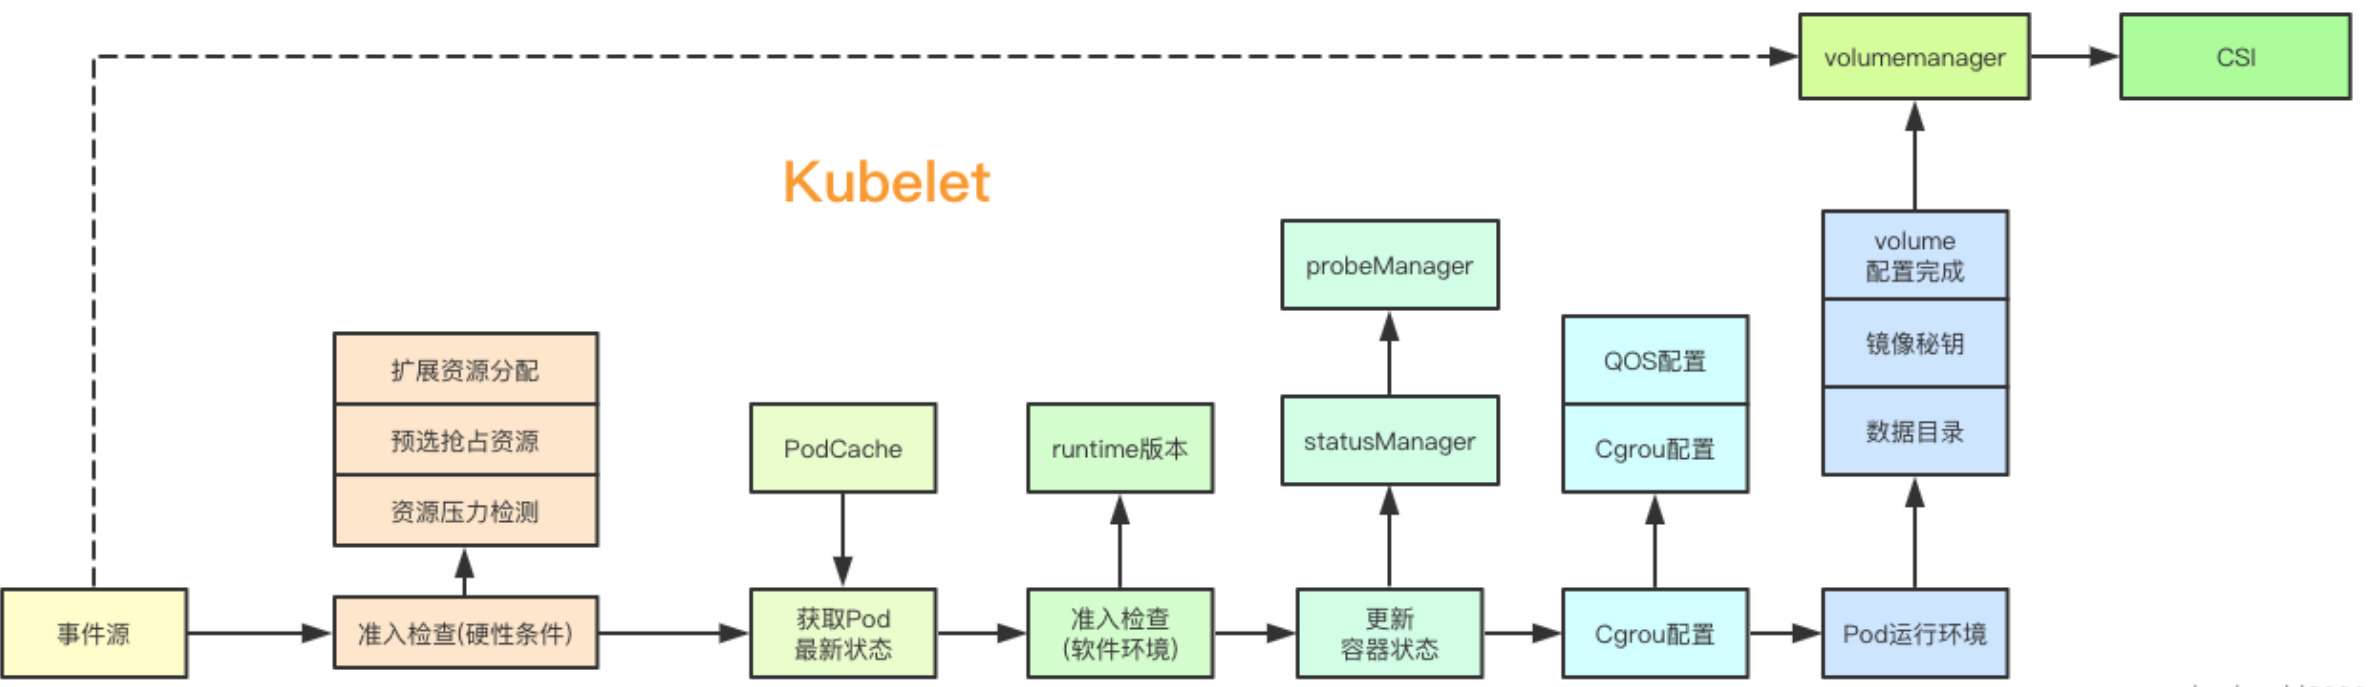 volumemanager
CSI
Kubelet
probeManager
volume
配置完成
扩展资源分配
QOS配置
镜像秘钥
预选抢占资源
PodCache
runtime版本
statusManager
Cgrou配置
数据目录
资源压力检测
事件源
准入检查(硬性条件)
获取Pod
最新状态
准入检查
(软件环境)
更新
容器状态
Cgrou配置
Pod运行环境